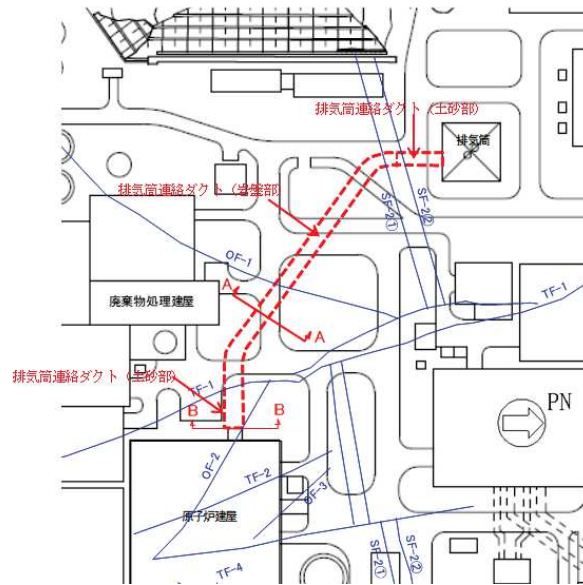 排気筒連絡ダクト（土砂部）
排気筒
排気筒連絡ダクト（岩盤部）
SF-2①
SF-2②
OF-1
A
廃棄物処理建屋
TF-1
A
排気筒連絡ダクト（土砂部）
TF-1
PN
B
B
OF-2
TF-2
OF-3
原子炉建屋
SF-2①
SF-2②
TF-4